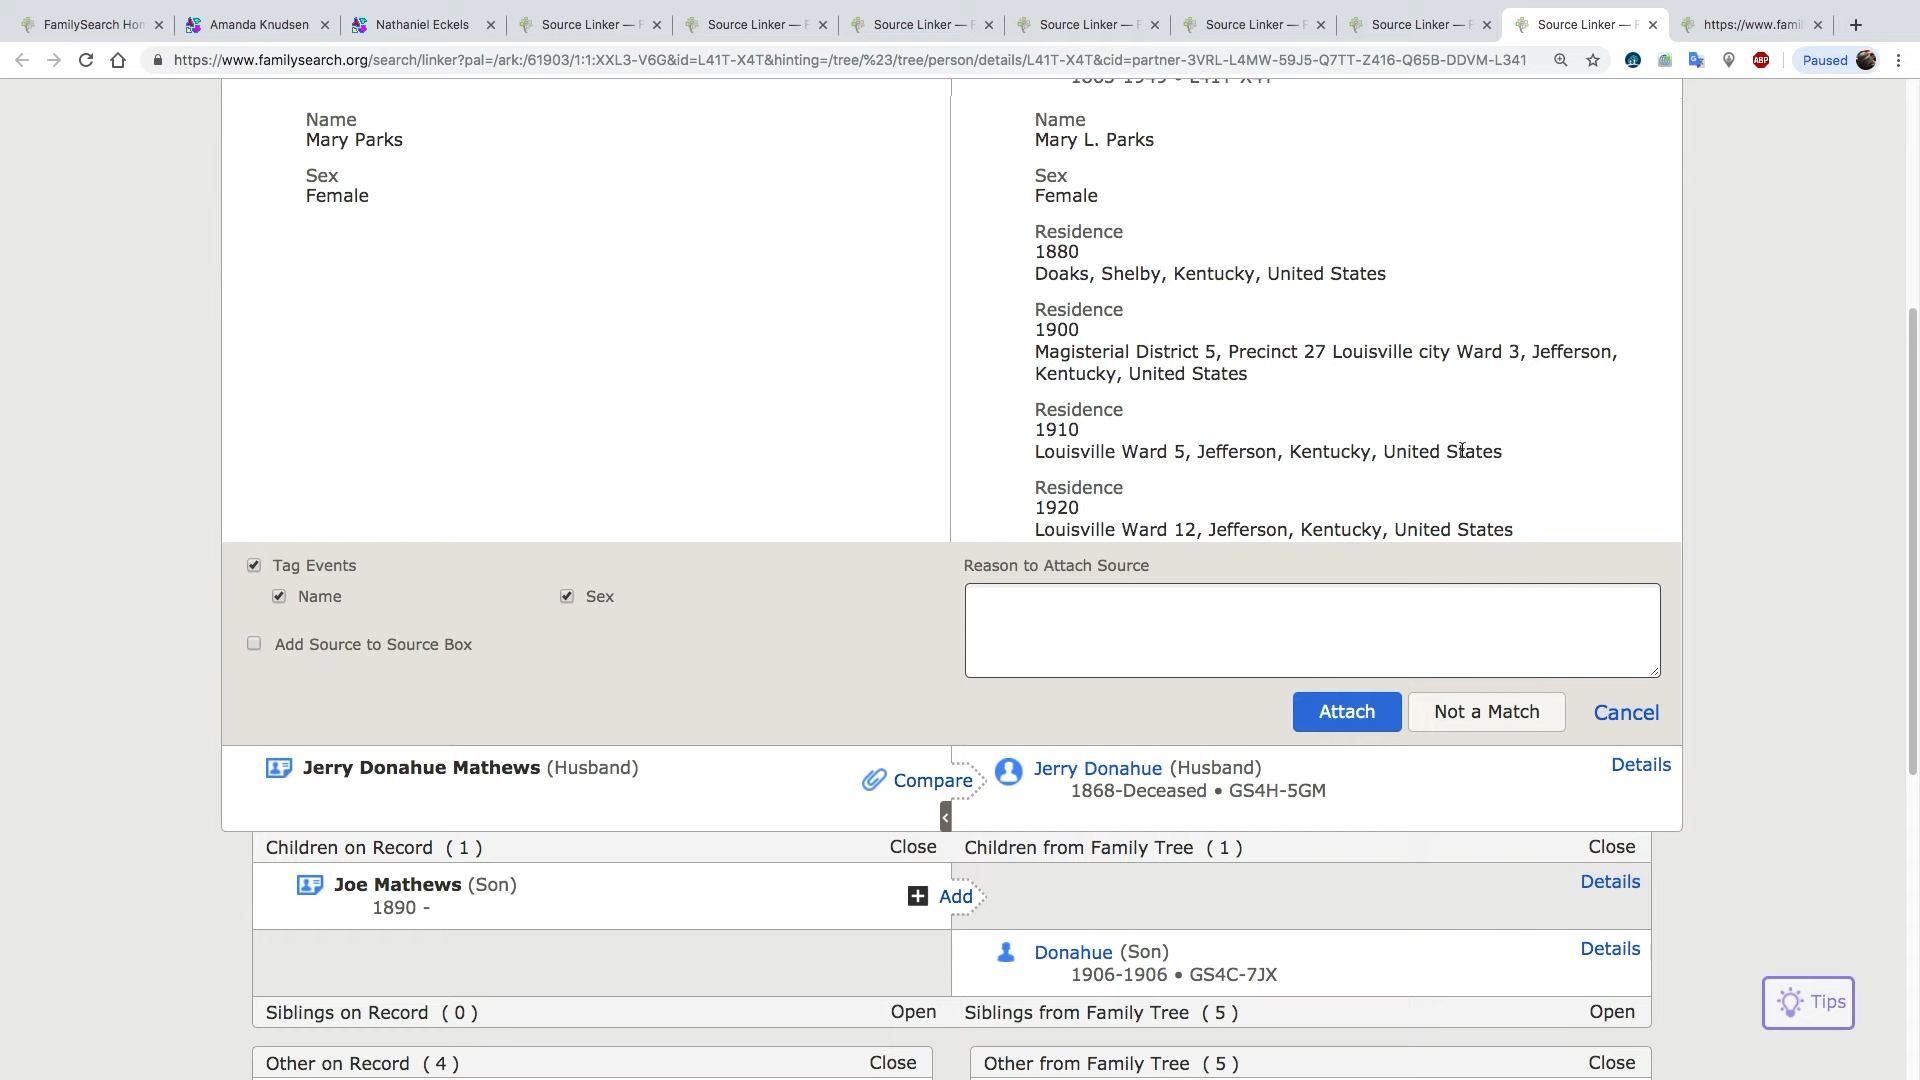 FamilySearch Hom
Amanda Knudsen
Nathaniel Eckels
Source Linker — F
Source Linker — F
Source Linker — F
Source Linker — F
Source Linker — F
Source Linker — F
Source Linker — F
https://www.famil
https://www.familysearch.org/search/linker?pal=/ark:/61903/1:1:XXL3-V6G&id=L41T-X4T&hinting=/tree/%23/tree/person/details/L41T-X4T&cid=partner-3VRL-L4MW-59J5-Q7TT-Z416-Q65B-DDVM-L341
ABP
Paused
1863-1949 • L41T-X4T
Name
Mary Parks
Sex
Female
Name
Mary L. Parks
Sex
Female
Residence
1880
Doaks, Shelby, Kentucky, United States
Residence
1900
Magisterial District 5, Precinct 27 Louisville city Ward 3, Jefferson,
Kentucky, United States
Residence
1910
Louisville Ward 5, Jefferson, Kentucky, United States
Residence
1920
Louisville Ward 12, Jefferson, Kentucky, United States
Tag Events
Name
Sex
Add Source to Source Box
Reason to Attach Source
Attach
Not a Match
Cancel
Jerry Donahue Mathews (Husband)
Compare
Jerry Donahue (Husband)
1868-Deceased • GS4H-5GM
Details
Children on Record ( 1 )
Close
Children from Family Tree ( 1 )
Close
Joe Mathews (Son)
1890 -
Add
Details
Donahue (Son)
1906-1906 • GS4C-7JX
Details
Siblings on Record ( 0 )
Open
Siblings from Family Tree ( 5 )
Open
Other on Record ( 4 )
Close
Other from Family Tree ( 5 )
Close
Tips